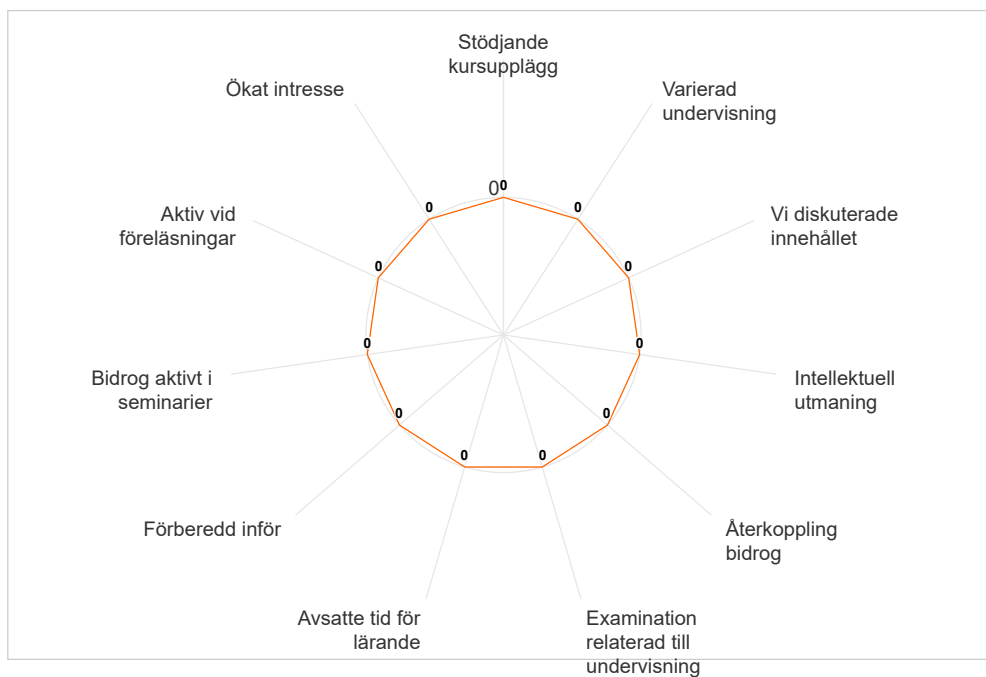 Stödjande
kursupplägg
Ökat intresse
Varierad
undervisning
0
0
0
0
Aktiv vid
föreläsningar
Vi diskuterade
innehållet
0
0
0
0
Bidrog aktivt i
seminarier
Intellektuell
utmaning
0
0
0
0
Förberedd inför
Återkoppling
bidrog
Avsatte tid för
lärande
Examination
relaterad till
undervisning